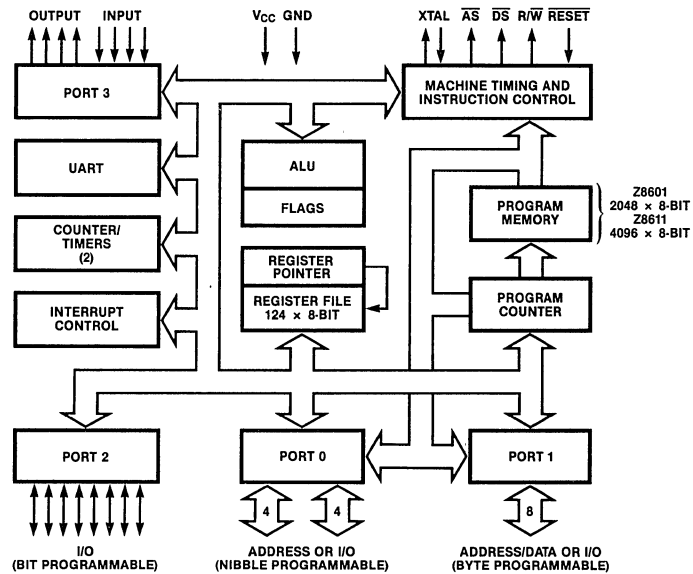 OUTPUT INPUT
VCC GND
XTAL AS DS R/W RESET
PORT 3
MACHINE TIMING AND
INSTRUCTION CONTROL
UART
ALU
FLAGS
PROGRAM
MEMORY
Z8601
2048 × 8-BIT
Z8611
4096 × 8-BIT
COUNTER/
TIMERS
(2)
REGISTER
POINTER
REGISTER FILE
124 × 8-BIT
PROGRAM
COUNTER
INTERRUPT
CONTROL
PORT 2
PORT 0
PORT 1
4
4
8
I/O
(BIT PROGRAMMABLE)
ADDRESS OR I/O
(NIBBLE PROGRAMMABLE)
ADDRESS/DATA OR I/O
(BYTE PROGRAMMABLE)